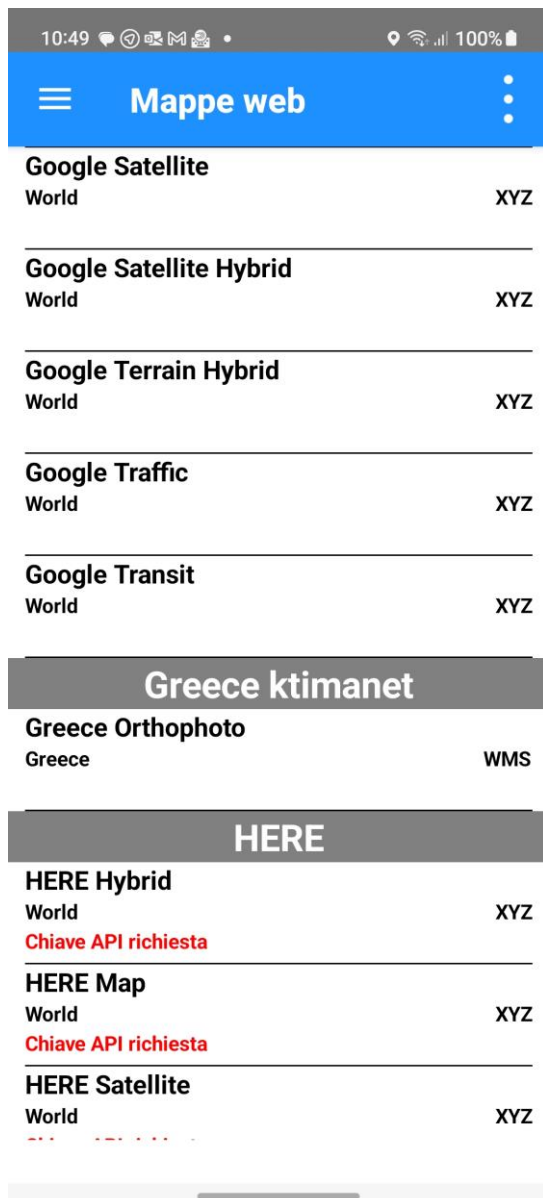 10:49 100%
Mappe web
Google Satellite
World XYZ
Google Satellite Hybrid
World XYZ
Google Terrain Hybrid
World XYZ
Google Traffic
World XYZ
Google Transit
World XYZ
Greece ktimanet
Greece Orthophoto
Greece WMS
HERE
HERE Hybrid
World XYZ
Chiave API richiesta
HERE Map
World XYZ
Chiave API richiesta
HERE Satellite
World XYZ